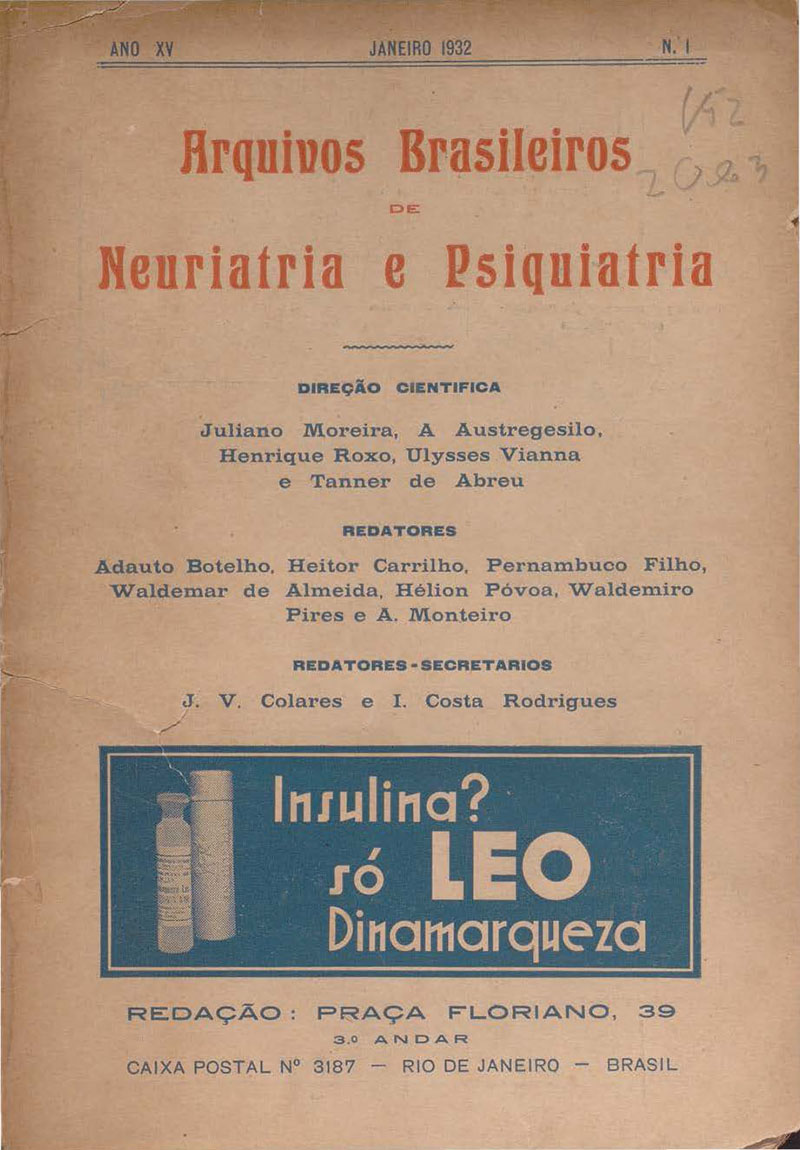 ANO XV JANEIRO 1932 N. 1
Arquivos Brasileiros
DE
Neuriatria e Psiquiatria
DIREÇÃO CIENTIFICA
Juliano Moreira, A Austregesilo,
Henrique Roxo, Ulysses Vianna
e Tanner de Abreu
REDATORES
Adauto Botelho, Heitor Carrilho, Pernambuco Filho,
Waldemar de Almeida, Hélion Póvoa, Waldemiro
Pires e A. Monteiro
REDATORES-SECRETARIOS
J. V. Colares e I. Costa Rodrigues
Insulina?
só LEO
Dinamarqueza
REDAÇÃO: PRAÇA FLORIANO, 39
3.o ANDAR
CAIXA POSTAL Nº 3187 — RIO DE JANEIRO — BRASIL